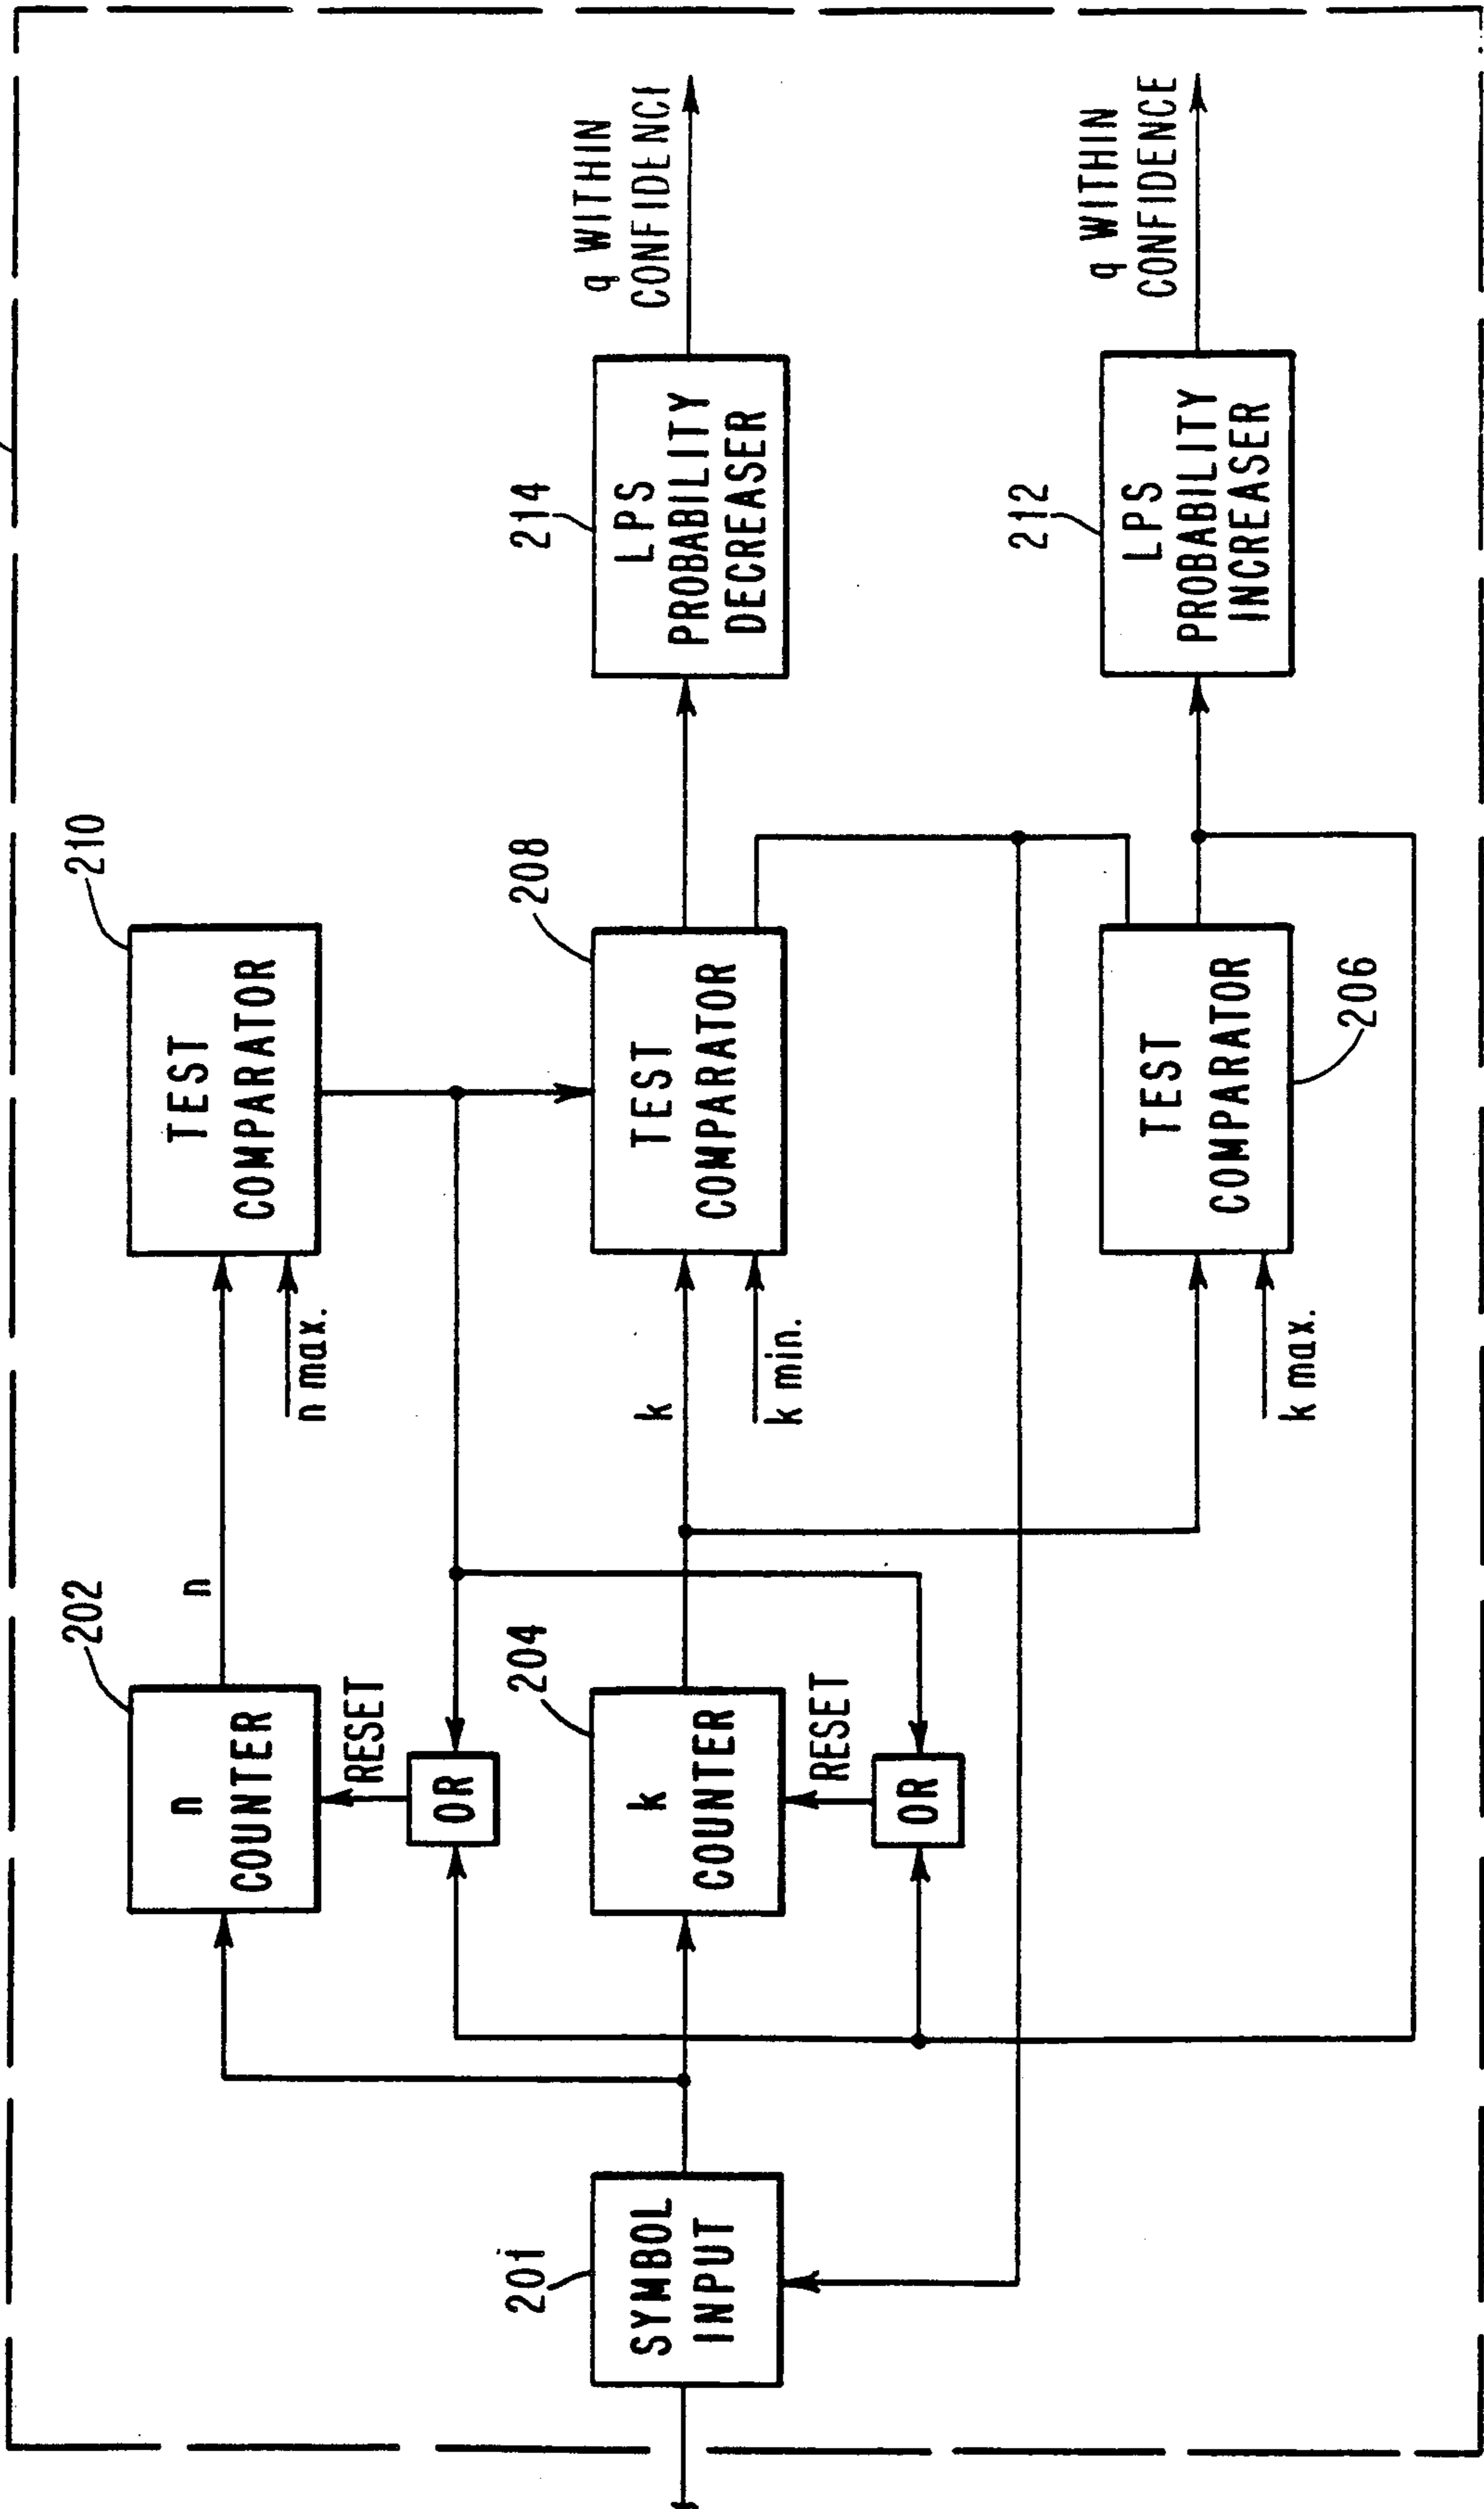 210
TEST
COMPARATOR
n max.
202
n
n
COUNTER
RESET
OR
214
LPS
PROBABILITY
DECREASER
q WITHIN
CONFIDENCE
208
TEST
COMPARATOR
k
k min.
204
k
COUNTER
RESET
OR
201
SYMBOL
INPUT
212
LPS
PROBABILITY
INCREASER
q WITHIN
CONFIDENCE
TEST
COMPARATOR
206
k max.